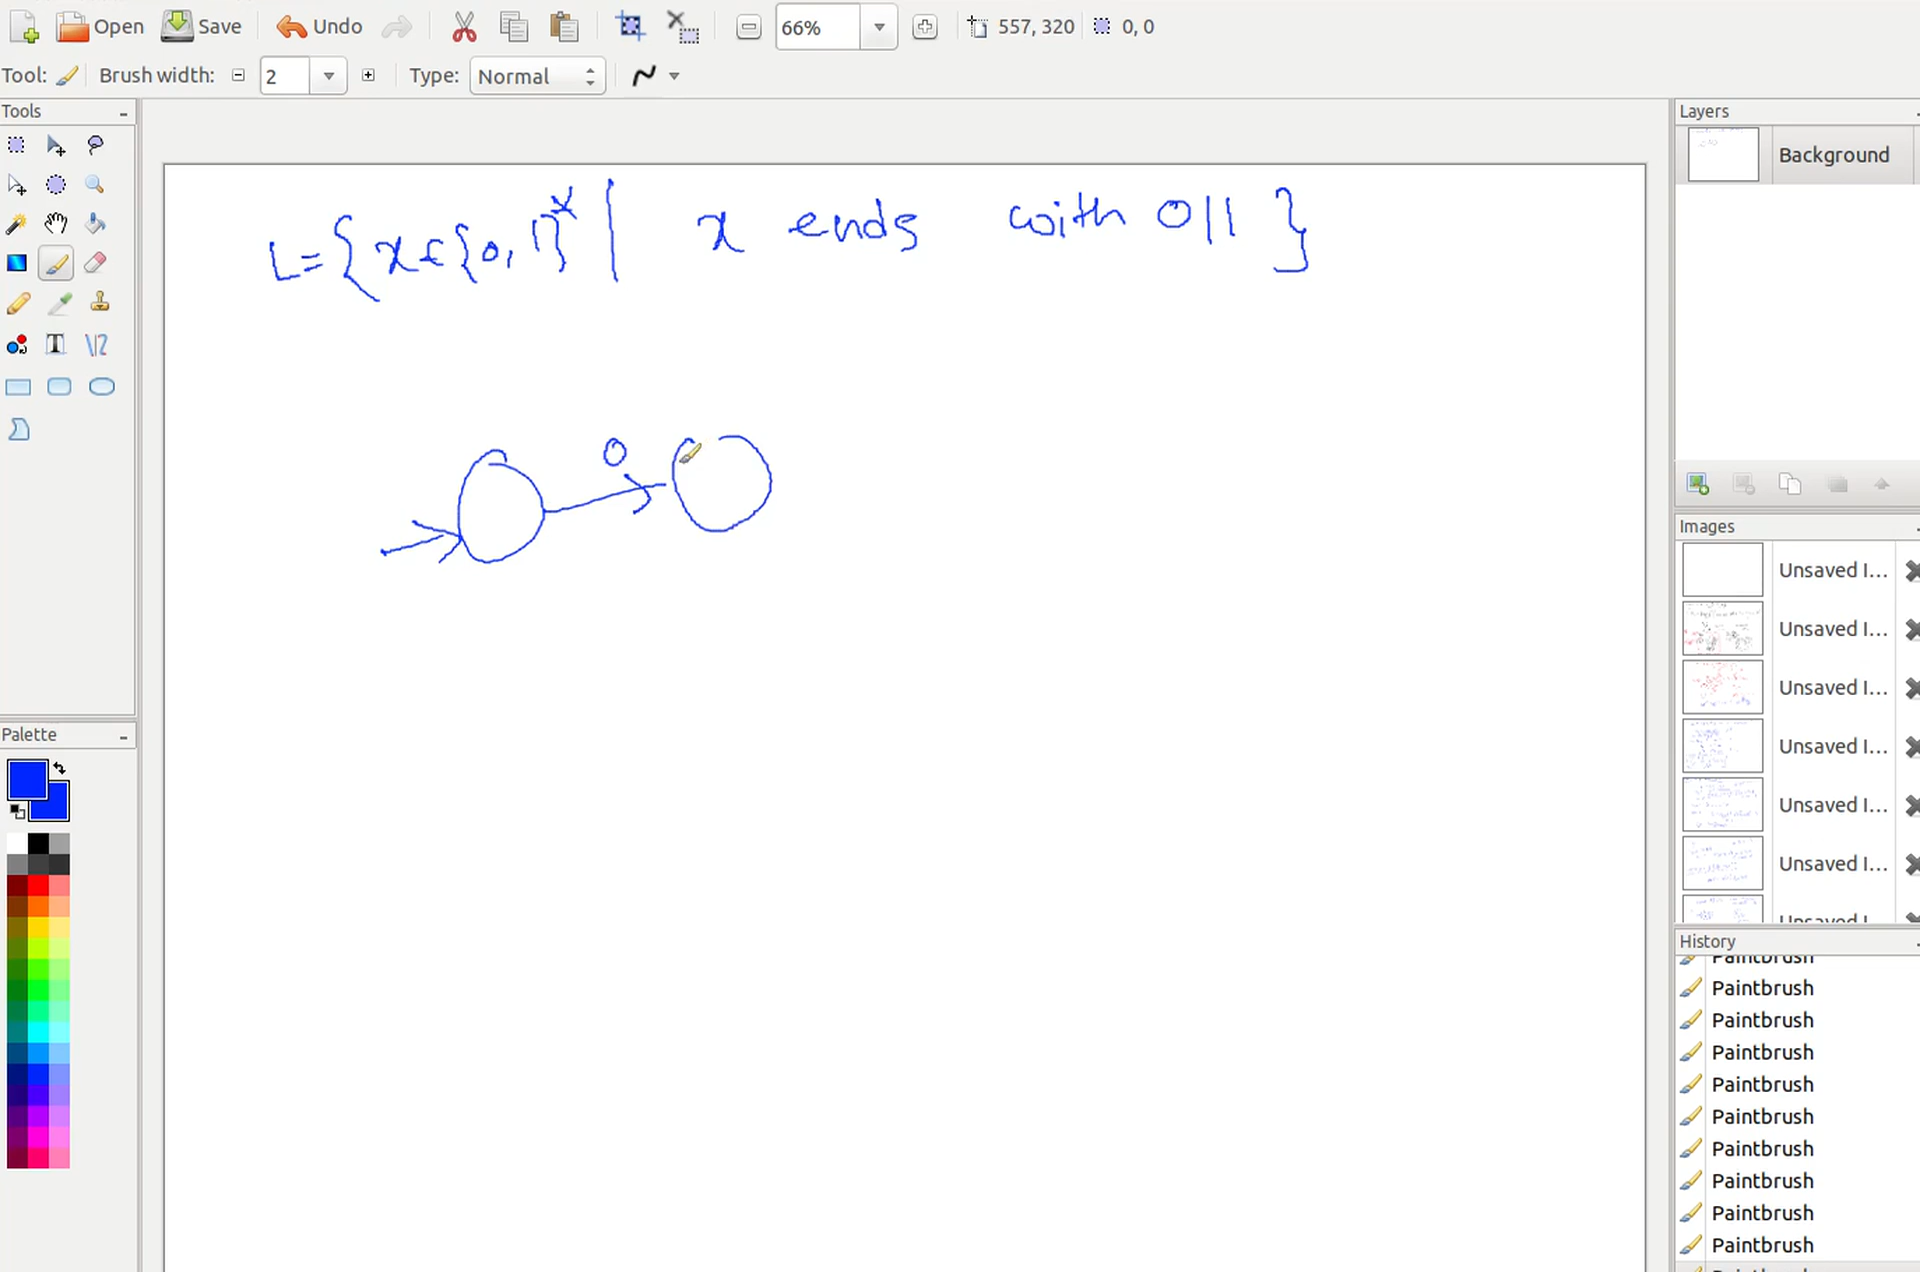 Open Save Undo 66% 557, 320 0, 0
Tool: Brush width: 2 Type: Normal
Tools
Layers
Background
L={x∈{0,1}* | x ends with 011}
0
Images
Unsaved I...
Unsaved I...
Unsaved I...
Unsaved I...
Unsaved I...
Unsaved I...
Unsaved I
Palette
History
Paintbrush
Paintbrush
Paintbrush
Paintbrush
Paintbrush
Paintbrush
Paintbrush
Paintbrush
Paintbrush
Paintbrush